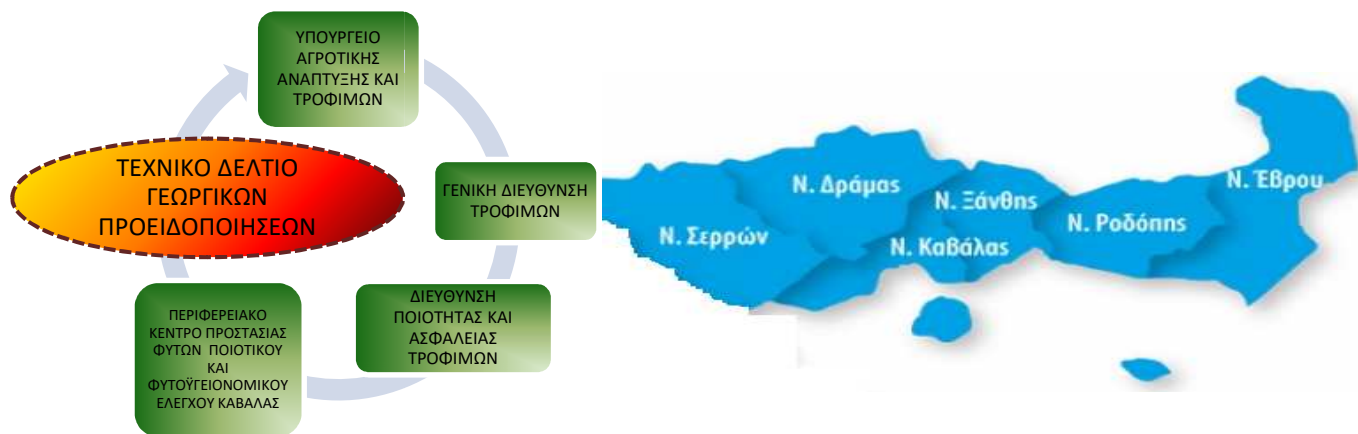 ΥΠΟΥΡΓΕΙΟ
ΑΓΡΟΤΙΚΗΣ
ΑΝΑΠΤΥΞΗΣ ΚΑΙ
ΤΡΟΦΙΜΩΝ
ΤΕΧΝΙΚΟ ΔΕΛΤΙΟ
ΓΕΩΡΓΙΚΩΝ
ΠΡΟΕΙΔΟΠΟΙΗΣΕΩΝ
ΓΕΝΙΚΗ ΔΙΕΥΘΥΝΣΗ
ΤΡΟΦΙΜΩΝ
ΔΙΕΥΘΥΝΣΗ
ΠΟΙΟΤΗΤΑΣ ΚΑΙ
ΑΣΦΑΛΕΙΑΣ
ΤΡΟΦΙΜΩΝ
ΠΕΡΙΦΕΡΕΙΑΚΟ
ΚΕΝΤΡΟ ΠΡΟΣΤΑΣΙΑΣ
ΦΥΤΩΝ ΠΟΙΟΤΙΚΟΥ
ΚΑΙ
ΦΥΤΟΫΓΕΙΟΝΟΜΙΚΟΥ
ΕΛΕΓΧΟΥ ΚΑΒΑΛΑΣ
Ν. Σερρών
Ν. Δράμας
Ν. Καβάλας
Ν. Ξάνθης
Ν. Ροδόπης
Ν. Έβρου